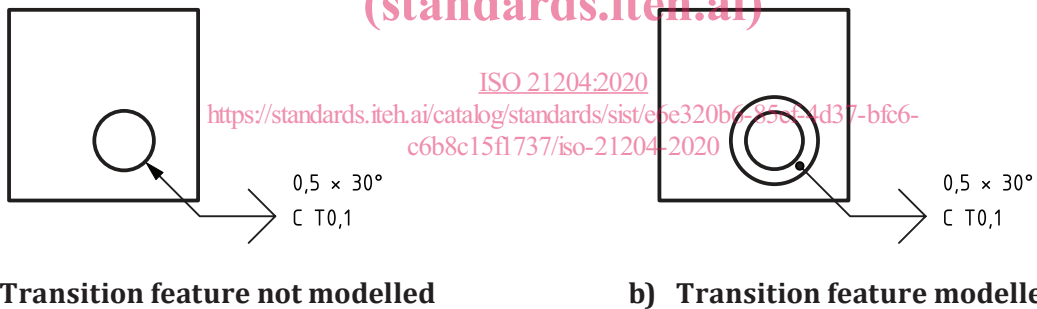 (standards.iteh.ai)
ISO 21204:2020
https://standards.iteh.ai/catalog/standards/sist/e6e320b6-85ef-4d37-bfc6-
c6b8c15f1737/iso-21204-2020
0,5 × 30°
C T0,1
0,5 × 30°
C T0,1
Transition feature not modelled
b) Transition feature modelle